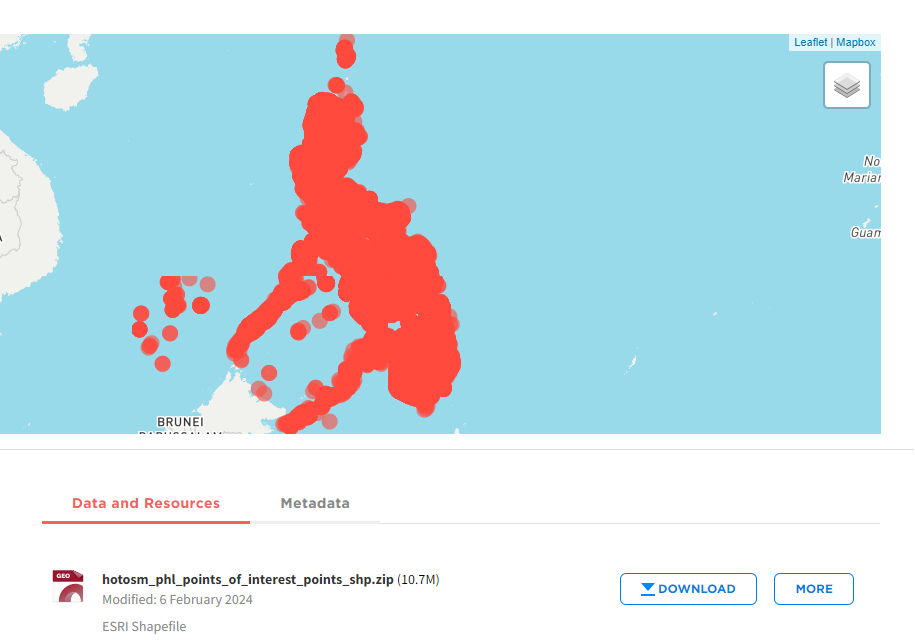 Leaflet | Mapbox
No
Marian
Guam
BRUNEI
DARUSSALAM
Data and Resources
Metadata
GEO
hotosm_phl_points_of_interest_points_shp.zip (10.7M)
DOWNLOAD
MORE
Modified: 6 February 2024
ESRI Shapefile